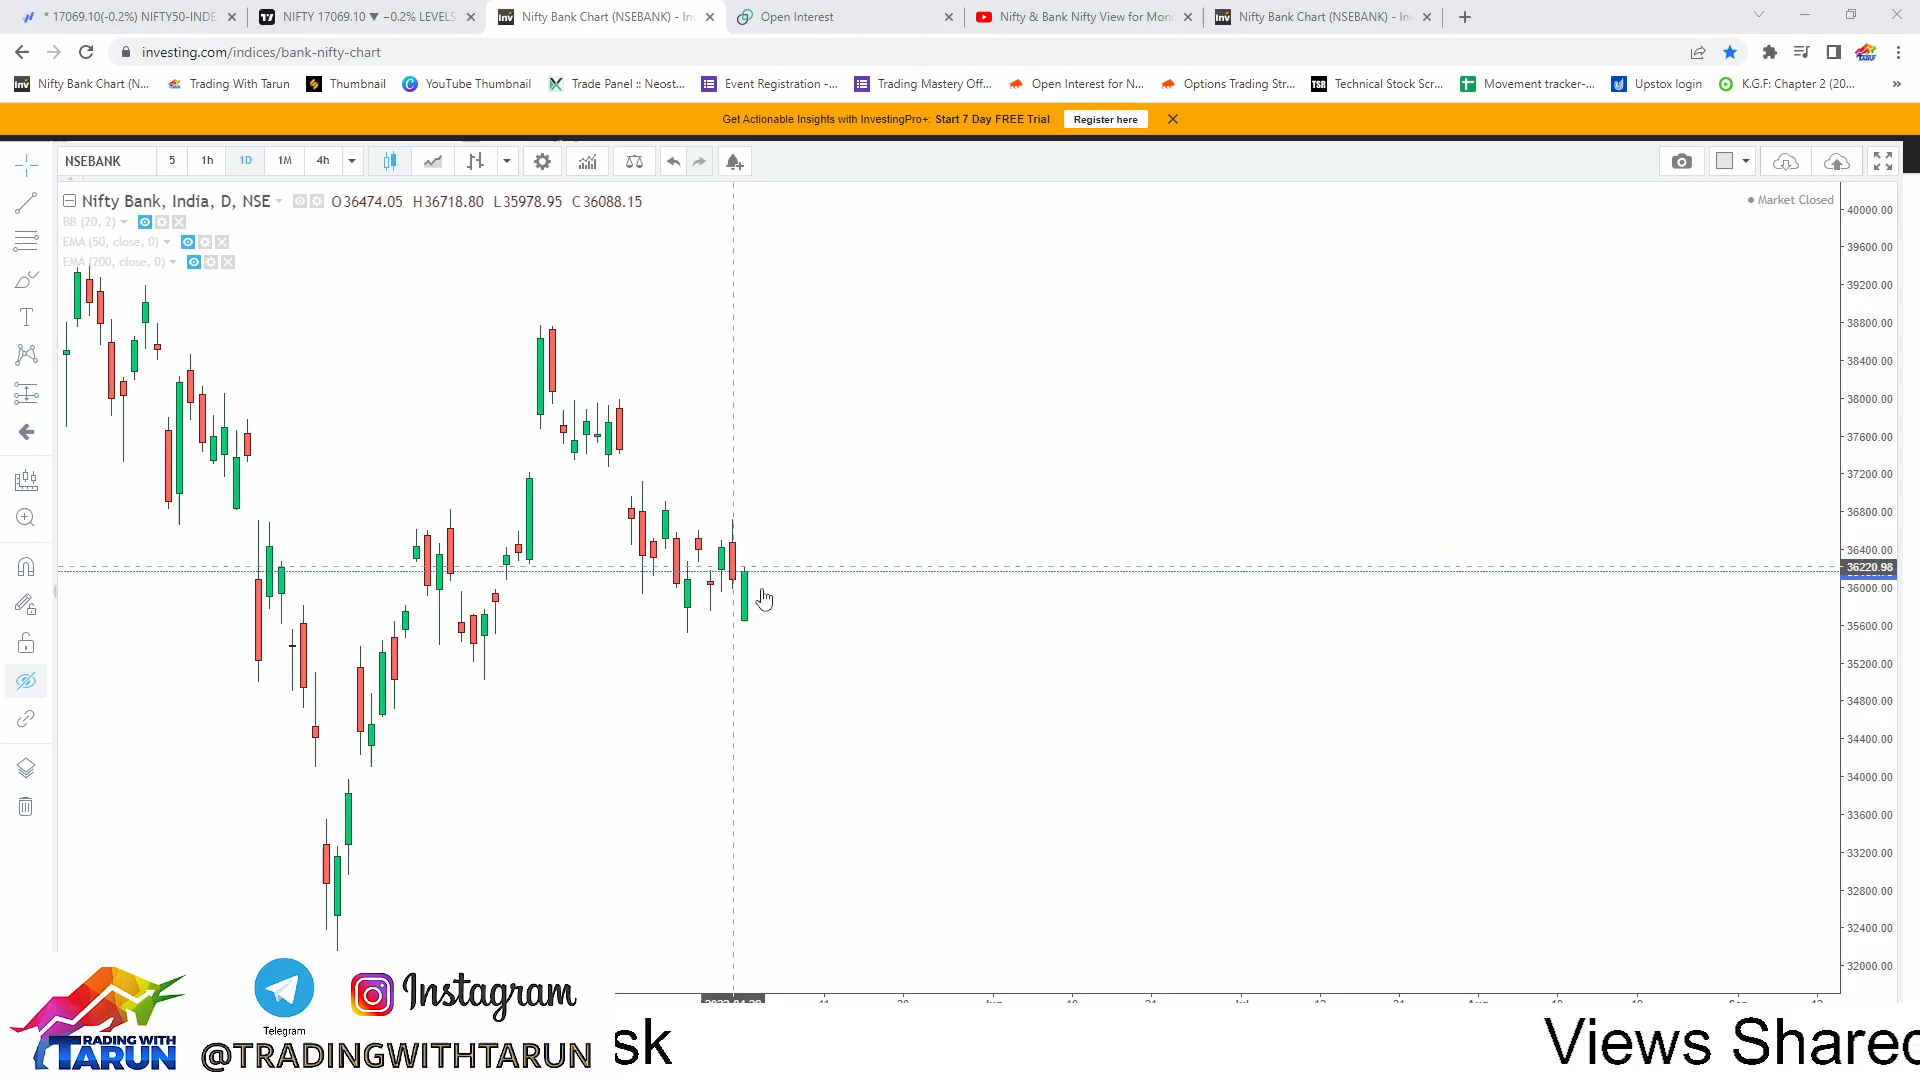 * 17069.10(-0.2%) NIFTY50-INDE
NIFTY 17069.10 ▼ −0.2% LEVELS
Nifty Bank Chart (NSEBANK) - Inv
Open Interest
Nifty & Bank Nifty View for Mon
Nifty Bank Chart (NSEBANK) - Inv
investing.com/indices/bank-nifty-chart
Nifty Bank Chart (N...
Trading With Tarun
Thumbnail
YouTube Thumbnail
Trade Panel :: Neost...
Event Registration -...
Trading Mastery Off...
Open Interest for N...
Options Trading Str...
TSR Technical Stock Scr...
Movement tracker-...
Upstox login
K.G.F: Chapter 2 (20...
Get Actionable Insights with InvestingPro+: Start 7 Day FREE Trial
Register here
NSEBANK 5 1h 1D 1M 4h
Nifty Bank, India, D, NSE O36474.05 H36718.80 L35978.95 C36088.15
Market Closed
BB (20, 2)
EMA (50, close, 0)
EMA (200, close, 0)
40000.00
39600.00
39200.00
38800.00
38400.00
38000.00
37600.00
37200.00
36800.00
36400.00
36220.98
36000.00
35600.00
35200.00
34800.00
34400.00
34000.00
33600.00
33200.00
32800.00
32400.00
32000.00
Telegram
Instagram
TRADING WITH
TARUN
@TRADINGWITHTARUN
sk
Views Shared